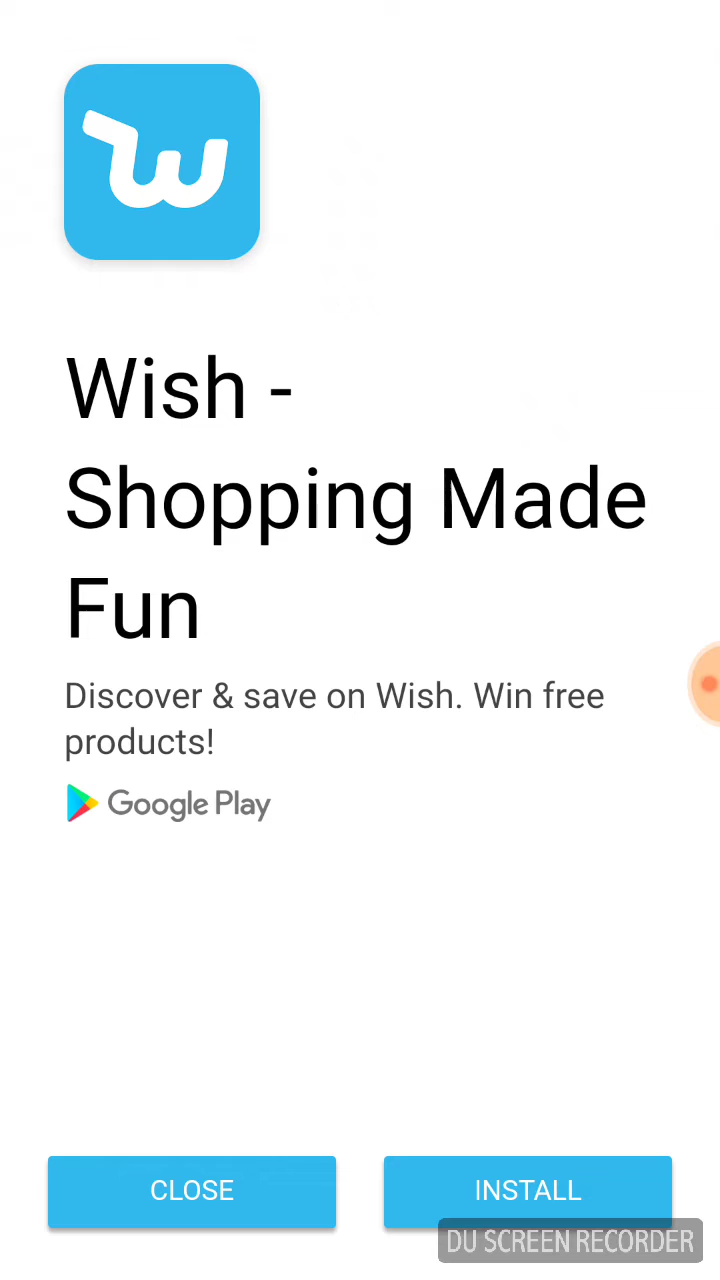 Wish -
Shopping Made
Fun
Discover & save on Wish. Win free
products!
Google Play
CLOSE
INSTALL
DU SCREEN RECORDER